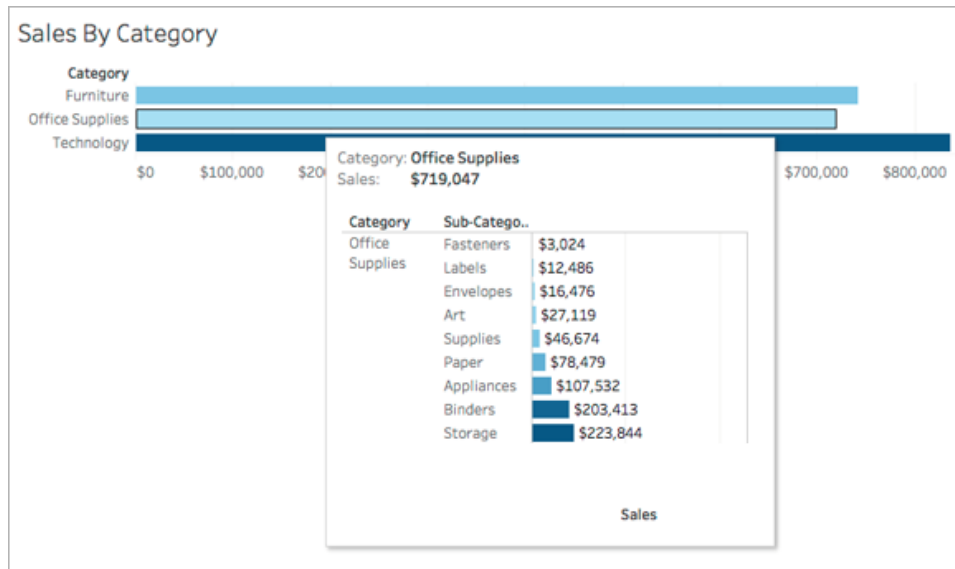 Sales By Category
Category
Furniture
Office Supplies
Technology
$0 $100,000 $20 $700,000 $800,000
Category: Office Supplies
Sales: $719,047
Category Sub-Catego..
Office Supplies Fasteners $3,024
Labels $12,486
Envelopes $16,476
Art $27,119
Supplies $46,674
Paper $78,479
Appliances $107,532
Binders $203,413
Storage $223,844
Sales